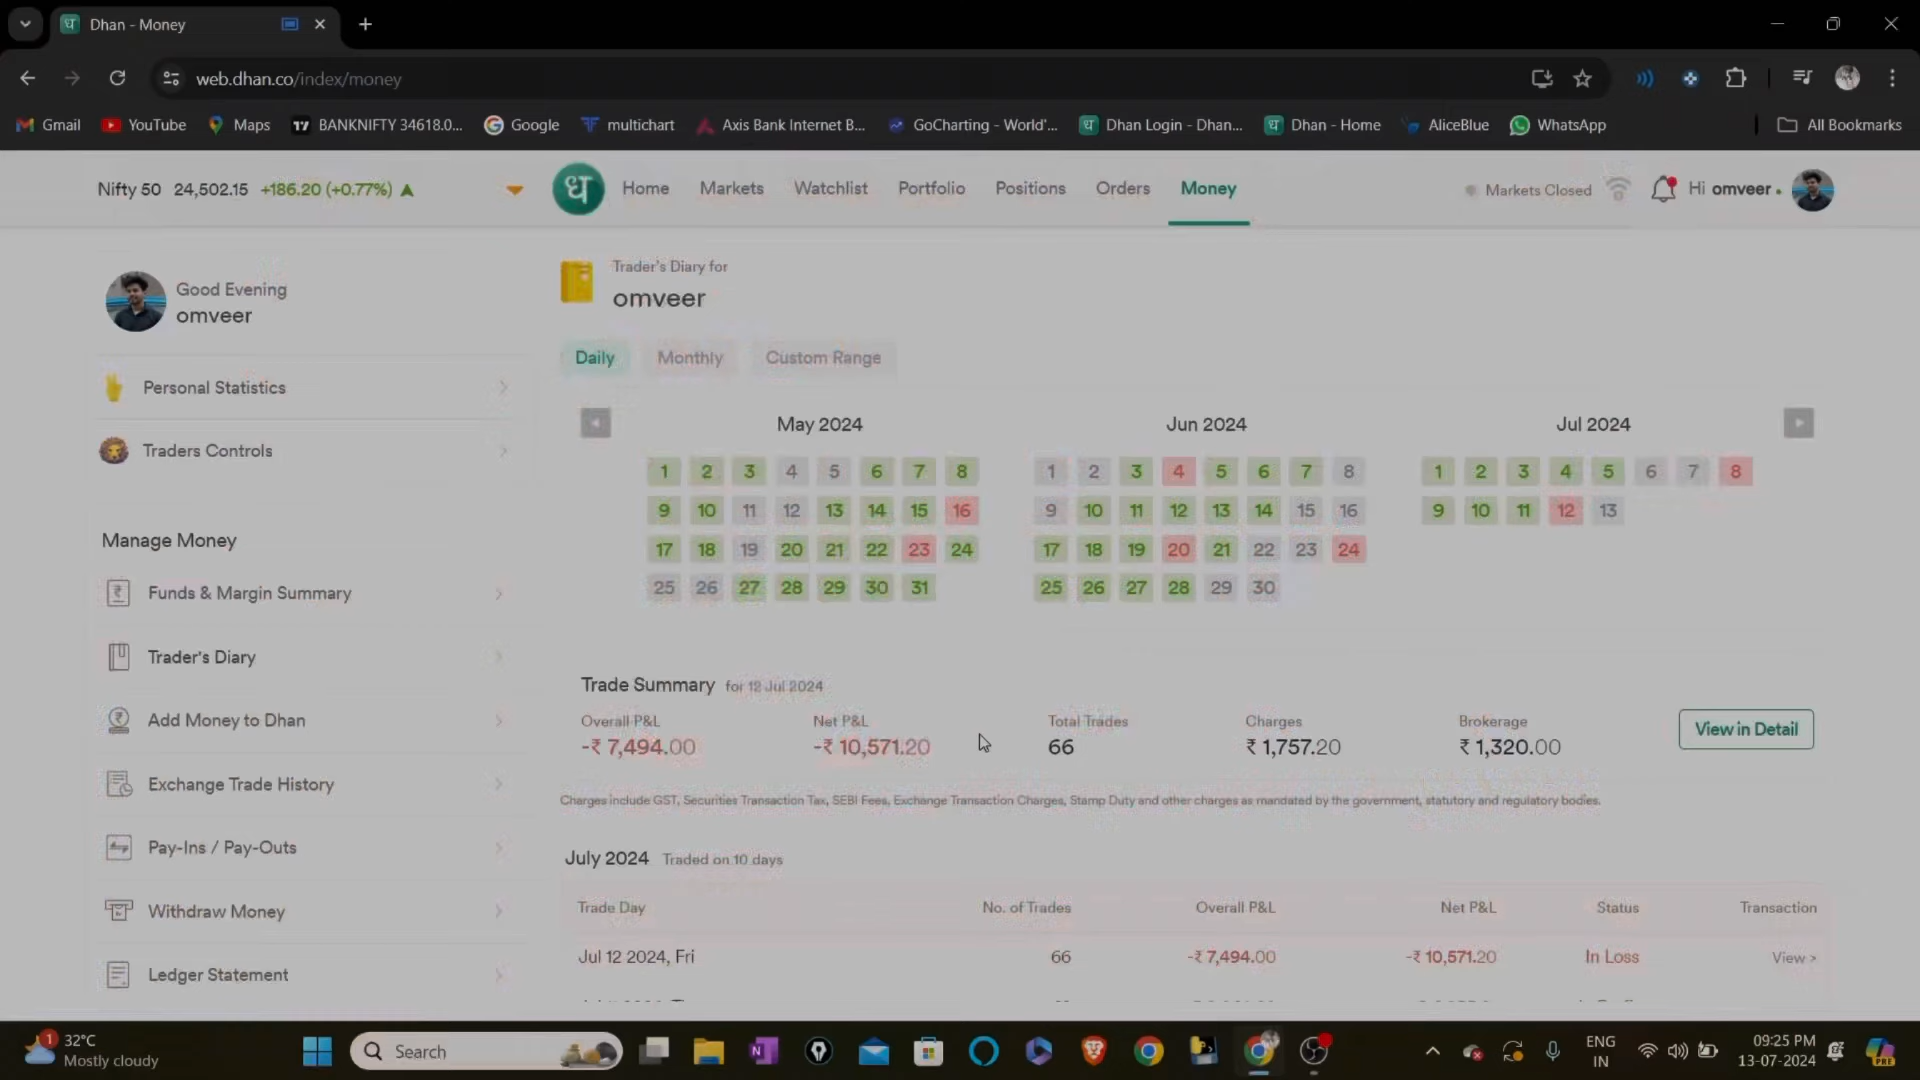 Dhan - Money
web.dhan.co/index/money
Gmail YouTube Maps BANKNIFTY 34618.0... Google multichart Axis Bank Internet B... GoCharting - World'... Dhan Login - Dhan... Dhan - Home AliceBlue WhatsApp All Bookmarks
Nifty 50 24,502.15 +186.20 (+0.77%) ध Home Markets Watchlist Portfolio Positions Orders Money Markets Closed Hi omveer
Good Evening
omveer
Personal Statistics
Traders Controls
Manage Money
Funds & Margin Summary
Trader's Diary
Add Money to Dhan
Exchange Trade History
Pay-Ins / Pay-Outs
Withdraw Money
Ledger Statement
Trader's Diary for
omveer
Daily Monthly Custom Range
May 2024
1 2 3 4 5 6 7 8
9 10 11 12 13 14 15 16
17 18 19 20 21 22 23 24
25 26 27 28 29 30 31
Jun 2024
1 2 3 4 5 6 7 8
9 10 11 12 13 14 15 16
17 18 19 20 21 22 23 24
25 26 27 28 29 30
Jul 2024
1 2 3 4 5 6 7 8
9 10 11 12 13
Trade Summary for 12 Jul 2024
Overall P&L Net P&L Total Trades Charges Brokerage
-₹ 7,494.00 -₹ 10,571.20 66 ₹ 1,757.20 ₹ 1,320.00
View in Detail
Charges include GST, Securities Transaction Tax, SEBI Fees, Exchange Transaction Charges, Stamp Duty and other charges as mandated by the government, statutory and regulatory bodies.
July 2024 Traded on 10 days
Trade Day No. of Trades Overall P&L Net P&L Status Transaction
Jul 12 2024, Fri 66 -₹ 7,494.00 -₹ 10,571.20 In Loss View >
1 32°C
Mostly cloudy
Search
ENG
IN
09:25 PM
13-07-2024
PRE